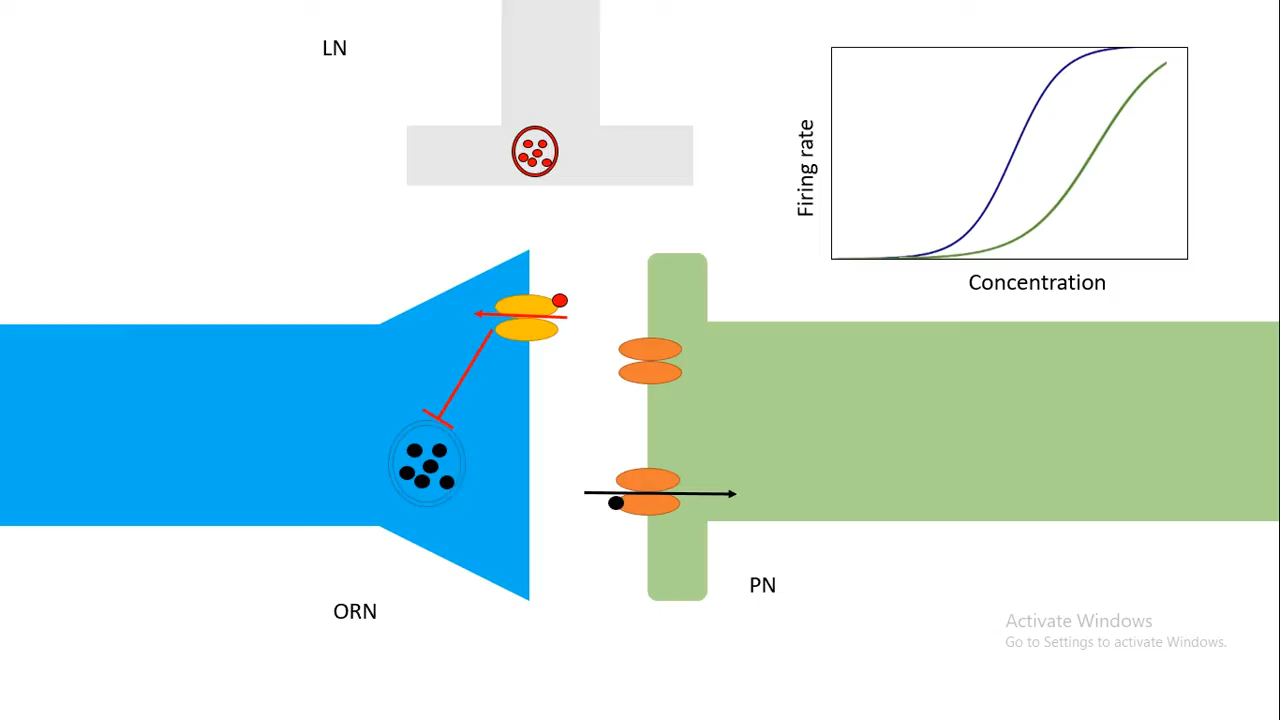 LN
Firing rate
Concentration
ORN
PN
Activate Windows
Go to Settings to activate Windows.